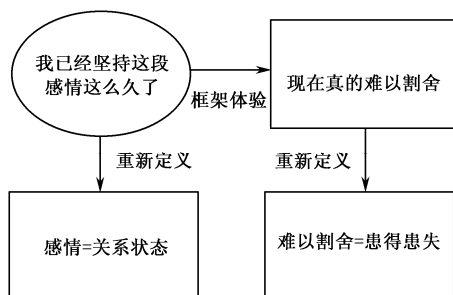 我已经坚持这段
感情这么久了
框架体验
现在真的难以割舍
重新定义
重新定义
感情=关系状态
难以割舍=患得患失